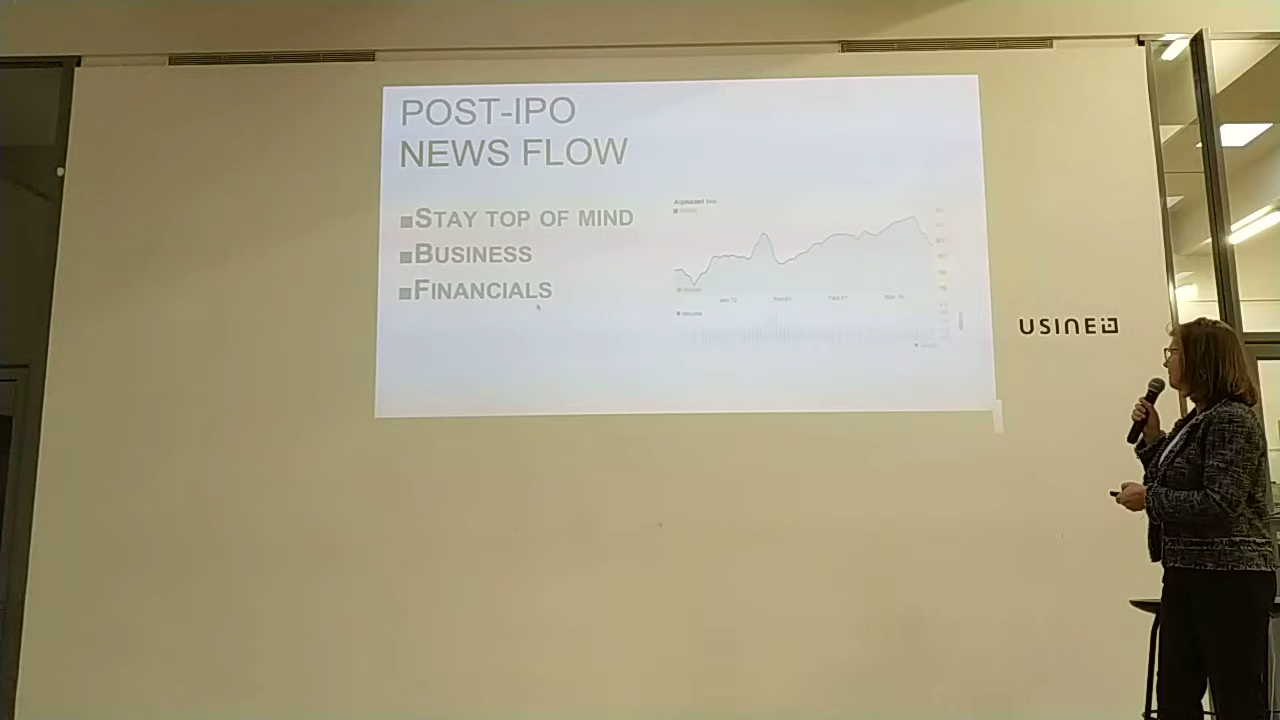 POST-IPO
NEWS FLOW
■STAY TOP OF MIND
■BUSINESS
■FINANCIALS
USINE